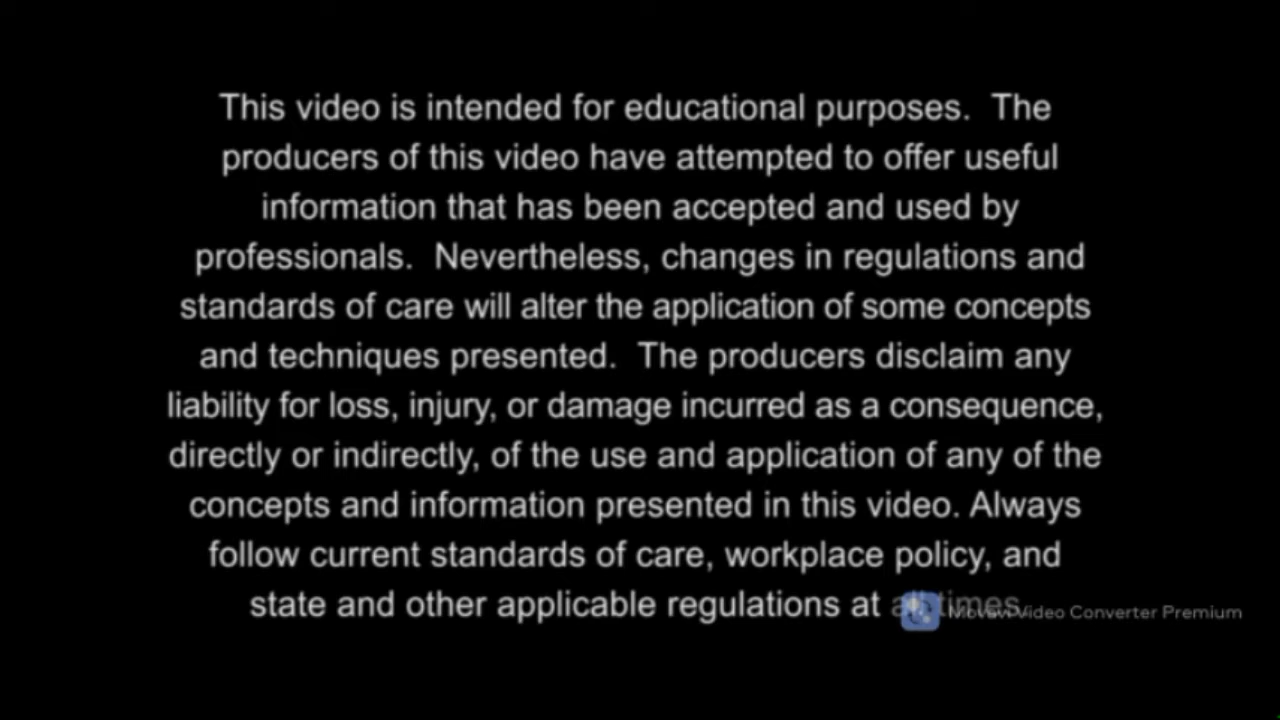 This video is intended for educational purposes.  The
producers of this video have attempted to offer useful
information that has been accepted and used by
professionals.  Nevertheless, changes in regulations and
standards of care will alter the application of some concepts
and techniques presented.  The producers disclaim any
liability for loss, injury, or damage incurred as a consequence,
directly or indirectly, of the use and application of any of the
concepts and information presented in this video. Always
follow current standards of care, workplace policy, and
state and other applicable regulations at all times.
Movavi Video Converter Premium